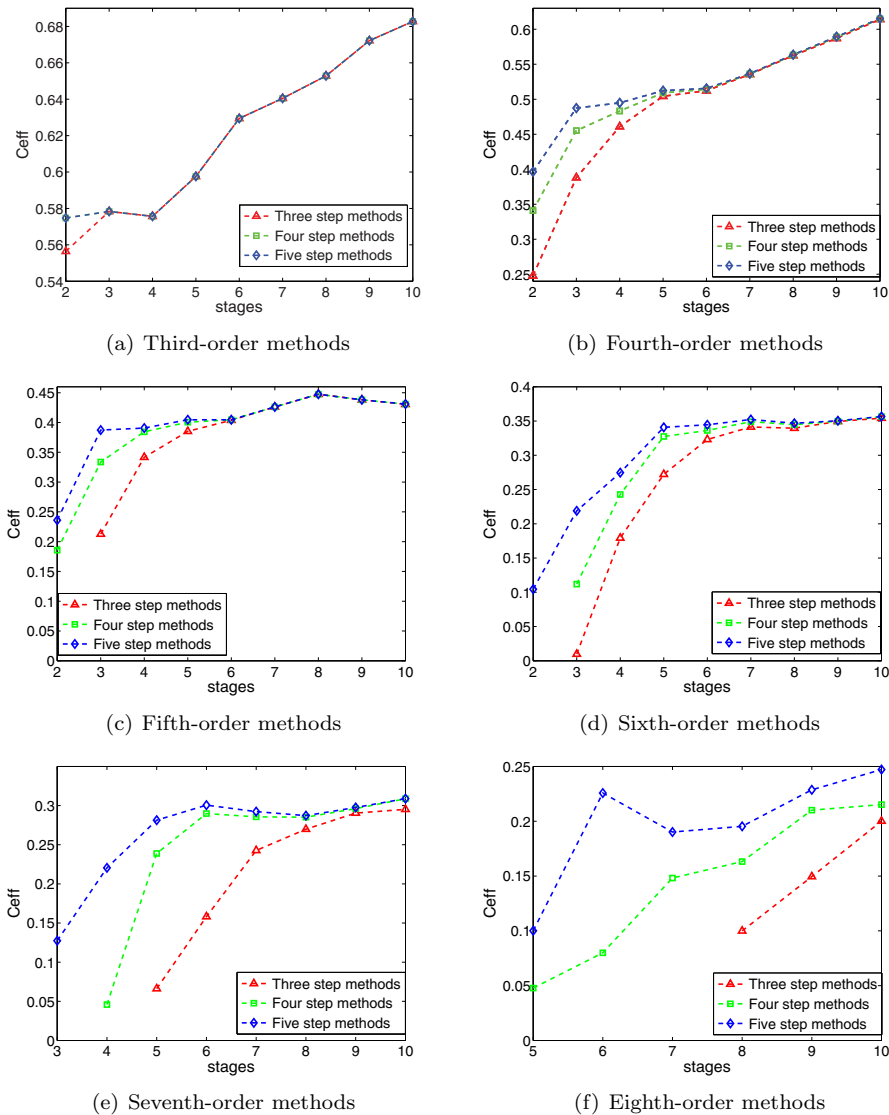 0.68
0.64
0.6
0.58
0.56
0.54
Ceff
2 3 4 5 6 7 8 9 10
stages
Three step methods
Four step methods
Five step methods
(a) Third-order methods
0.6
0.55
0.5
0.45
0.4
0.35
0.3
0.25
Ceff
2 3 4 5 6 7 8 9 10
stages
Three step methods
Four step methods
Five step methods
(b) Fourth-order methods
0.45
0.4
0.35
0.3
0.25
0.2
0.15
0.1
0.05
0
Ceff
2 3 4 5 6 7 8 9 10
stages
Three step methods
Four step methods
Five step methods
(c) Fifth-order methods
0.4
0.35
0.3
0.25
0.2
0.15
0.1
0.05
0
Ceff
2 3 4 5 6 7 8 9 10
stages
Three step methods
Four step methods
Five step methods
(d) Sixth-order methods
0.3
0.25
0.2
0.15
0.1
0.05
0
Ceff
3 4 5 6 7 8 9 10
stages
Three step methods
Four step methods
Five step methods
(e) Seventh-order methods
0.25
0.2
0.15
0.1
0.05
0
Ceff
5 6 7 8 9 10
stages
Three step methods
Four step methods
Five step methods
(f) Eighth-order methods